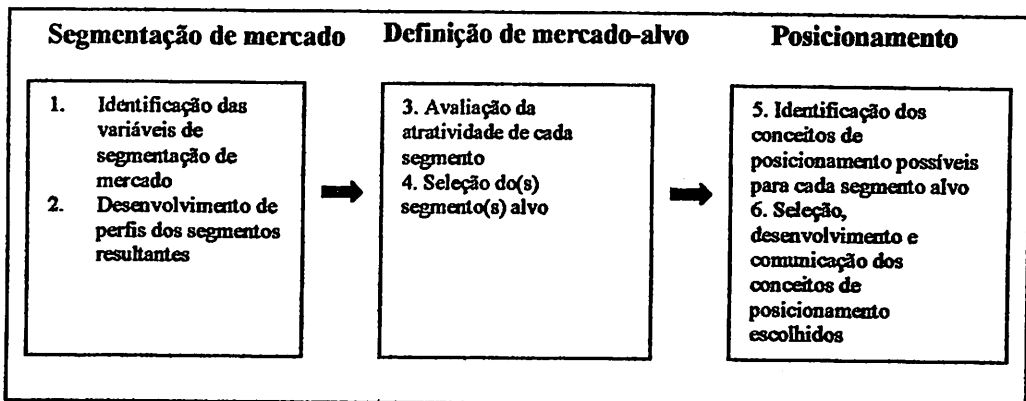 Segmentação de mercado
1. Identificação das
variáveis de
segmentação de
mercado
2. Desenvolvimento de
perfis dos segmentos
resultantes
Definição de mercado-alvo
3. Avaliação da
atratividade de cada
segmento
4. Seleção do(s)
segmento(s) alvo
Posicionamento
5. Identificação dos
conceitos de
posicionamento possíveis
para cada segmento alvo
6. Seleção,
desenvolvimento e
comunicação dos
conceitos de
posicionamento
escolhidos